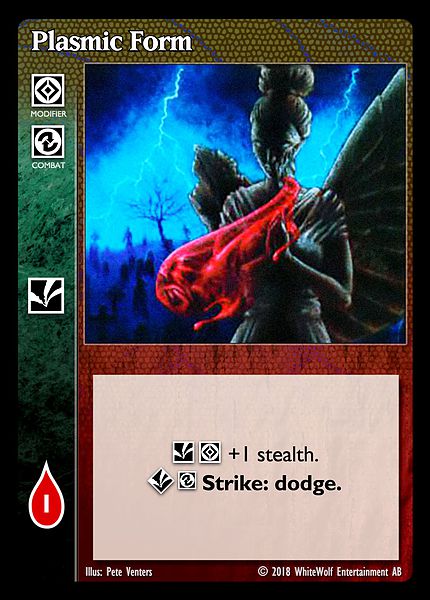 Plasmic Form
MODIFIER
COMBAT
+1 stealth.
Strike: dodge.
1
Illus: Pete Venters © 2018 WhiteWolf Entertainment AB